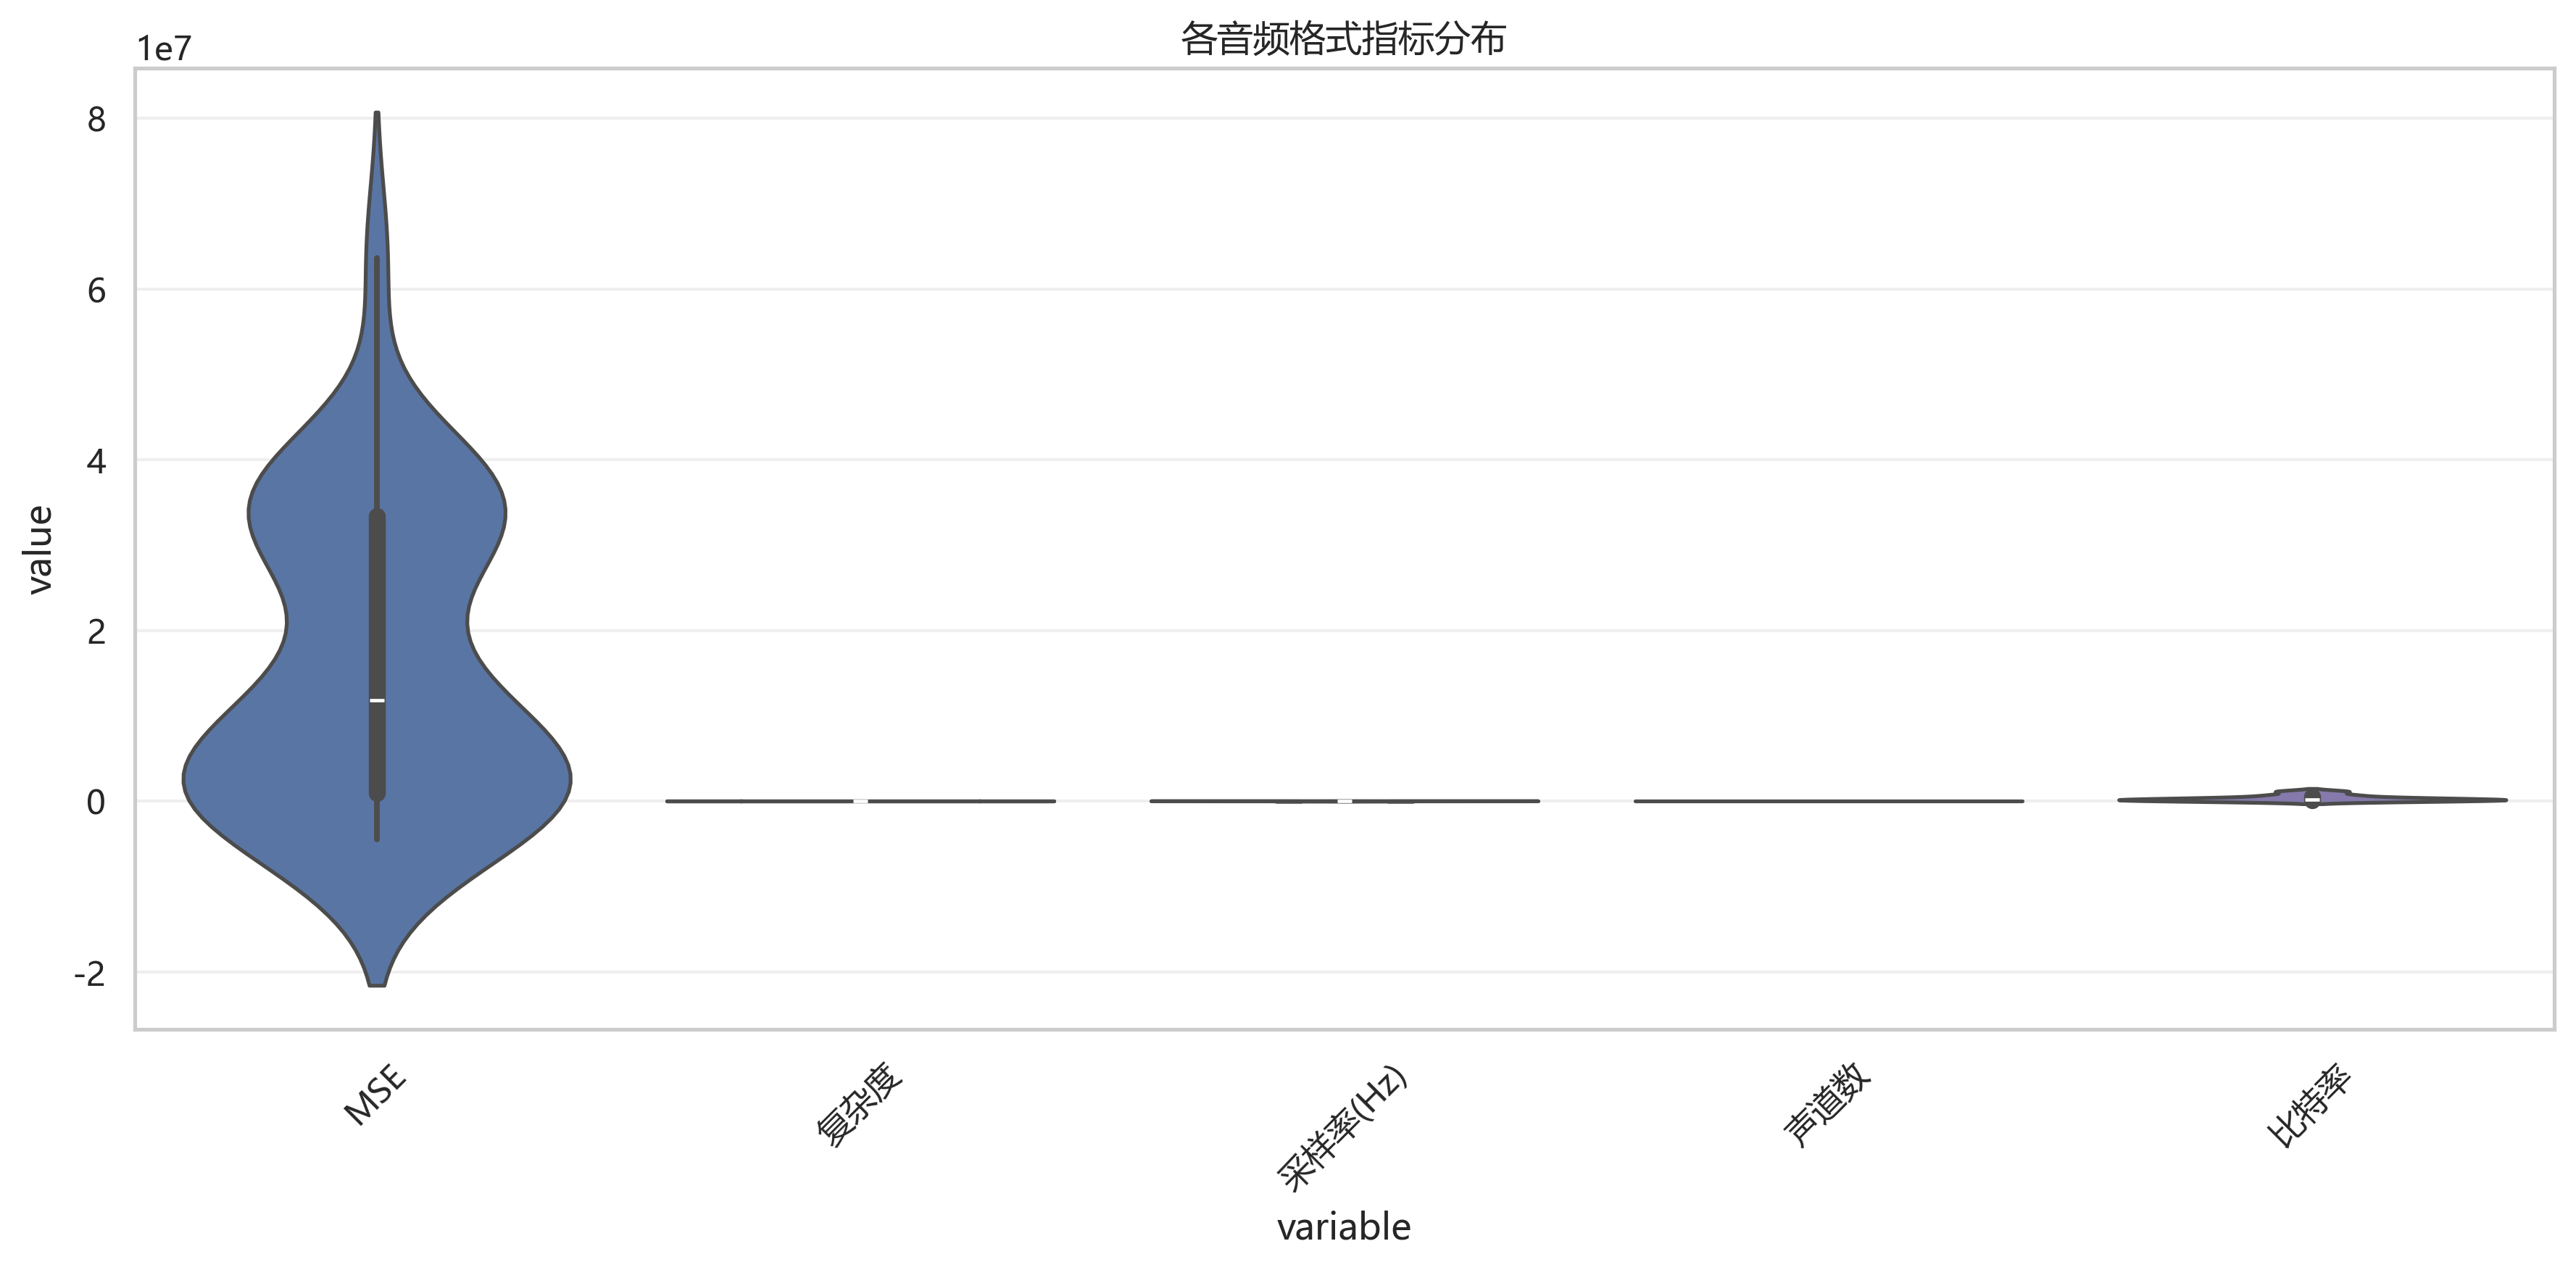 各音频格式指标分布
1e7
8
6
4
2
0
-2
value
MSE
复杂度
采样率(Hz)
声道数
比特率
variable